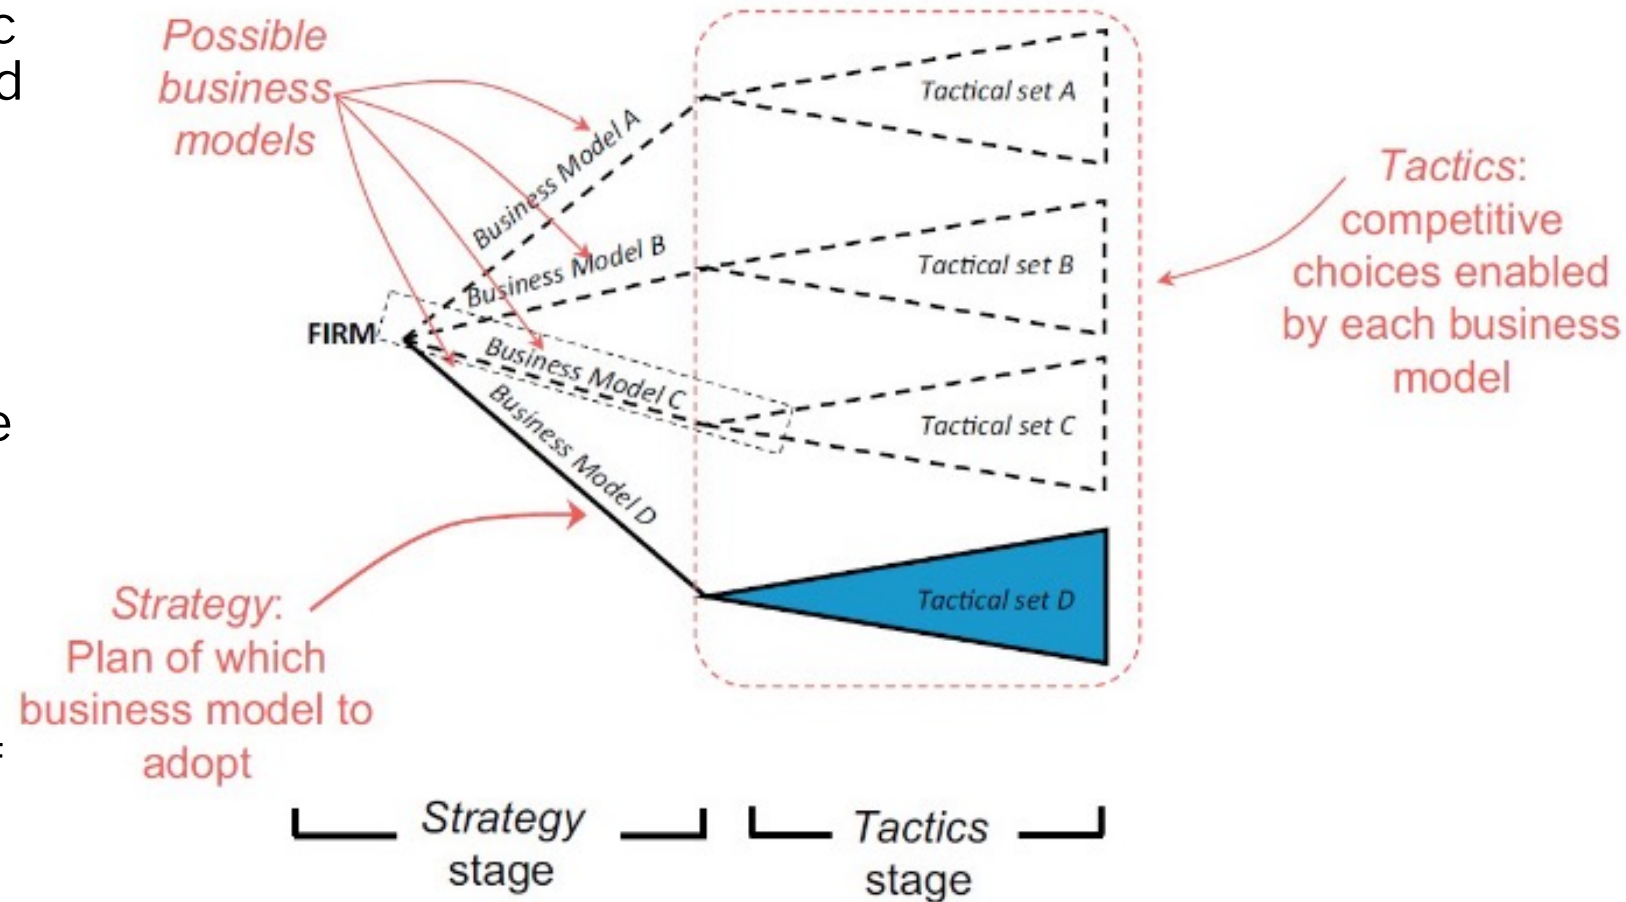 c
d
e
=
Possible
business
models
Business Model A
Tactical set A
Business Model B
Tactical set B
FIRM
Business Model C
Tactical set C
Business Model D
Tactical set D
Tactics:
competitive
choices enabled
by each business
model
Strategy:
Plan of which
business model to
adopt
Strategy
stage
Tactics
stage